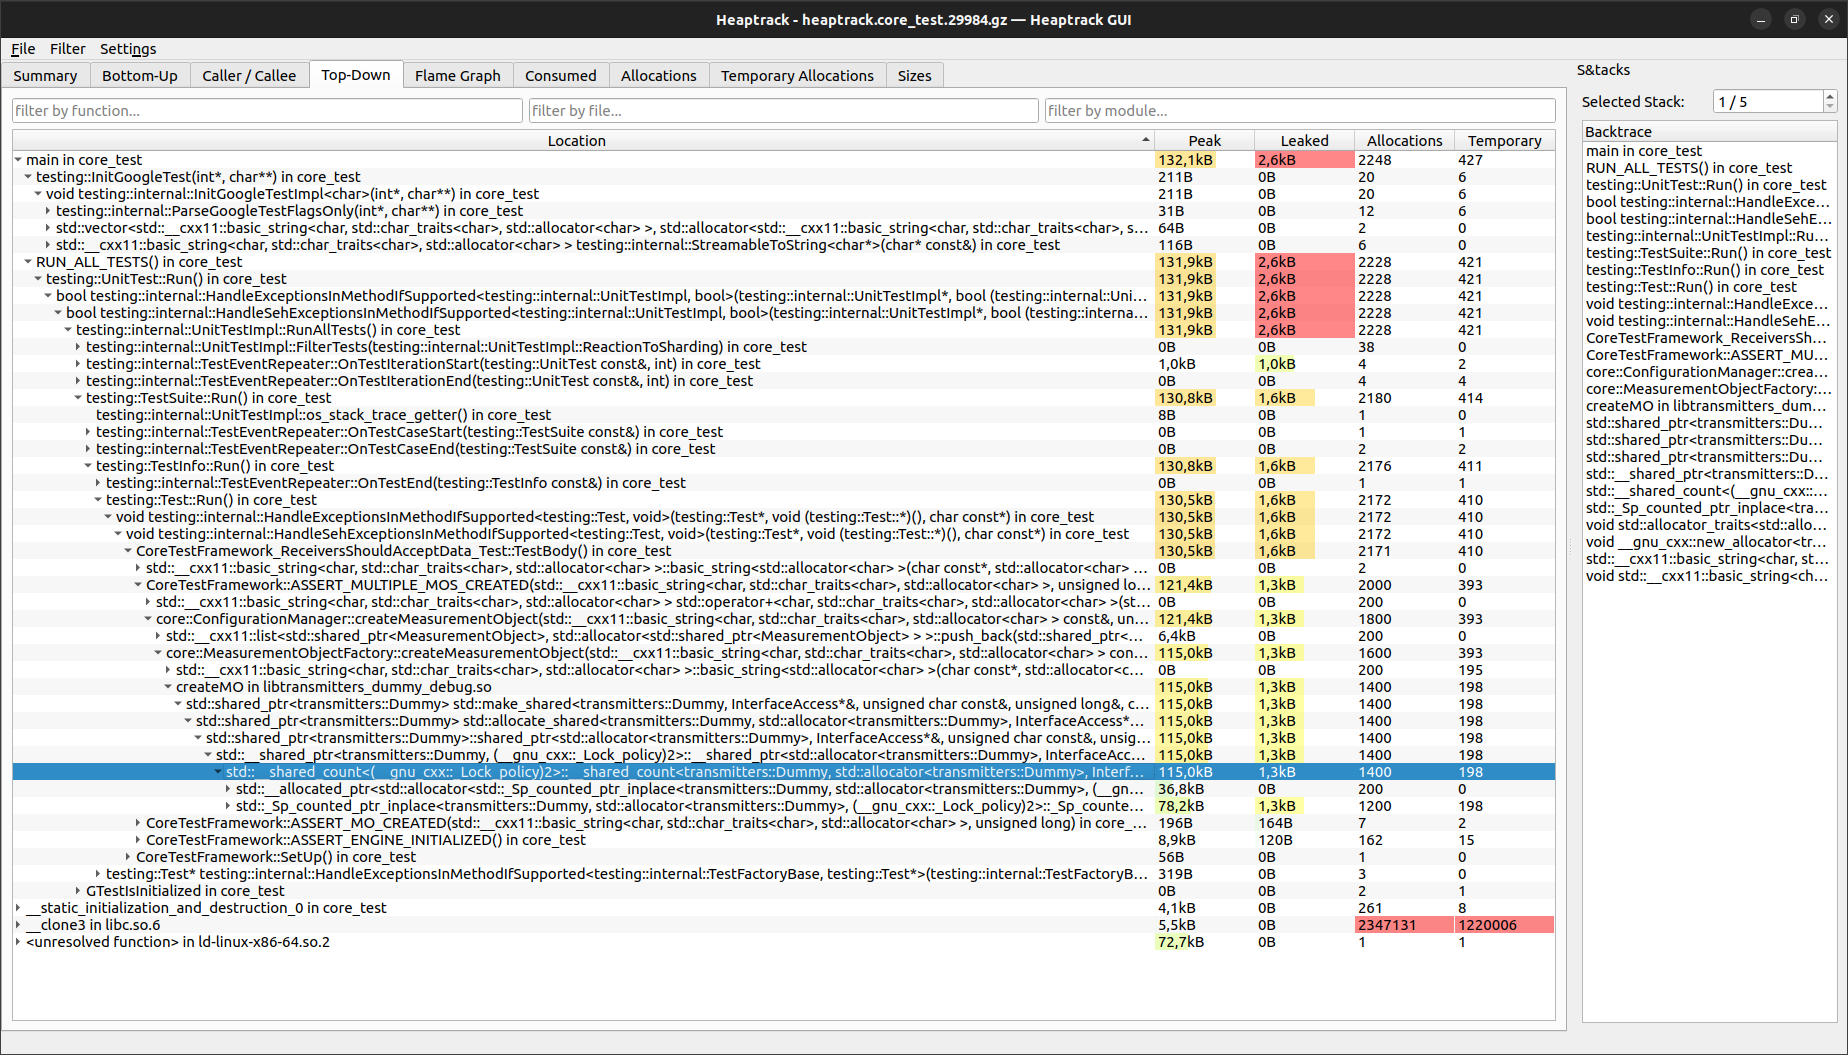 Heaptrack - heaptrack.core_test.29984.gz — Heaptrack GUI
File Filter Settings
Summary Bottom-Up Caller / Callee Top-Down Flame Graph Consumed Allocations Temporary Allocations Sizes
filter by function... filter by file... filter by module...
Location Peak Leaked Allocations Temporary
main in core_test 132,1kB 2,6kB 2248 427
testing::InitGoogleTest(int*, char**) in core_test 211B 0B 20 6
void testing::internal::InitGoogleTestImpl<char>(int*, char**) in core_test 211B 0B 20 6
testing::internal::ParseGoogleTestFlagsOnly(int*, char**) in core_test 31B 0B 12 6
std::vector<std::__cxx11::basic_string<char, std::char_traits<char>, std::allocator<char> >, std::allocator<std::__cxx11::basic_string<char, std::char_traits<char>, std::allocator<char>, s... 64B 0B 2 0
std::__cxx11::basic_string<char, std::char_traits<char>, std::allocator<char> > testing::internal::StreamableToString<char*>(char* const&) in core_test 116B 0B 6 0
RUN_ALL_TESTS() in core_test 131,9kB 2,6kB 2228 421
testing::UnitTest::Run() in core_test 131,9kB 2,6kB 2228 421
bool testing::internal::HandleExceptionsInMethodIfSupported<testing::internal::UnitTestImpl, bool>(testing::internal::UnitTestImpl*, bool (testing::internal::Uni... 131,9kB 2,6kB 2228 421
bool testing::internal::HandleSehExceptionsInMethodIfSupported<testing::internal::UnitTestImpl, bool>(testing::internal::UnitTestImpl*, bool (testing::interna... 131,9kB 2,6kB 2228 421
testing::internal::UnitTestImpl::RunAllTests() in core_test 131,9kB 2,6kB 2228 421
testing::internal::UnitTestImpl::FilterTests(testing::internal::UnitTestImpl::ReactionToSharding) in core_test 0B 0B 38 0
testing::internal::TestEventRepeater::OnTestIterationStart(testing::UnitTest const&, int) in core_test 1,0kB 1,0kB 4 2
testing::internal::TestEventRepeater::OnTestIterationEnd(testing::UnitTest const&, int) in core_test 0B 0B 4 4
testing::TestSuite::Run() in core_test 130,8kB 1,6kB 2180 414
testing::internal::UnitTestImpl::os_stack_trace_getter() in core_test 8B 0B 1 0
testing::internal::TestEventRepeater::OnTestCaseStart(testing::TestSuite const&) in core_test 0B 0B 1 1
testing::internal::TestEventRepeater::OnTestCaseEnd(testing::TestSuite const&) in core_test 0B 0B 2 2
testing::TestInfo::Run() in core_test 130,8kB 1,6kB 2176 411
testing::internal::TestEventRepeater::OnTestEnd(testing::TestInfo const&) in core_test 0B 0B 1 1
testing::Test::Run() in core_test 130,5kB 1,6kB 2172 410
void testing::internal::HandleExceptionsInMethodIfSupported<testing::Test, void>(testing::Test*, void (testing::Test::*)(), char const*) in core_test 130,5kB 1,6kB 2172 410
void testing::internal::HandleSehExceptionsInMethodIfSupported<testing::Test, void>(testing::Test*, void (testing::Test::*)(), char const*) in core_test 130,5kB 1,6kB 2172 410
CoreTestFramework_ReceiversShouldAcceptData_Test::TestBody() in core_test 130,5kB 1,6kB 2171 410
std::__cxx11::basic_string<char, std::char_traits<char>, std::allocator<char> >::basic_string<std::allocator<char> >(char const*, std::allocator<char> ... 0B 0B 2 0
CoreTestFramework::ASSERT_MULTIPLE_MOS_CREATED(std::__cxx11::basic_string<char, std::char_traits<char>, std::allocator<char> >, unsigned lo... 121,4kB 1,3kB 2000 393
std::__cxx11::basic_string<char, std::char_traits<char>, std::allocator<char> > std::operator+<char, std::char_traits<char>, std::allocator<char> >(st... 0B 0B 200 0
core::ConfigurationManager::createMeasurementObject(std::__cxx11::basic_string<char, std::char_traits<char>, std::allocator<char> > const&, un... 121,4kB 1,3kB 1800 393
std::__cxx11::list<std::shared_ptr<MeasurementObject>, std::allocator<std::shared_ptr<MeasurementObject> > >::push_back(std::shared_ptr<... 6,4kB 0B 200 0
core::MeasurementObjectFactory::createMeasurementObject(std::__cxx11::basic_string<char, std::char_traits<char>, std::allocator<char> > con... 115,0kB 1,3kB 1600 393
std::__cxx11::basic_string<char, std::char_traits<char>, std::allocator<char> >::basic_string<std::allocator<char> >(char const*, std::allocator<c... 0B 0B 200 195
createMO in libtransmitters_dummy_debug.so 115,0kB 1,3kB 1400 198
std::shared_ptr<transmitters::Dummy> std::make_shared<transmitters::Dummy, InterfaceAccess*&, unsigned char const&, unsigned long&, c... 115,0kB 1,3kB 1400 198
std::shared_ptr<transmitters::Dummy> std::allocate_shared<transmitters::Dummy, std::allocator<transmitters::Dummy>, InterfaceAccess*... 115,0kB 1,3kB 1400 198
std::shared_ptr<transmitters::Dummy>::shared_ptr<std::allocator<transmitters::Dummy>, InterfaceAccess*&, unsigned char const&, unsig... 115,0kB 1,3kB 1400 198
std::__shared_ptr<transmitters::Dummy, (__gnu_cxx::_Lock_policy)2>::__shared_ptr<std::allocator<transmitters::Dummy>, InterfaceAcc... 115,0kB 1,3kB 1400 198
std::__shared_count<(__gnu_cxx::_Lock_policy)2>::__shared_count<transmitters::Dummy, std::allocator<transmitters::Dummy>, Interf... 115,0kB 1,3kB 1400 198
std::__allocated_ptr<std::allocator<std::_Sp_counted_ptr_inplace<transmitters::Dummy, std::allocator<transmitters::Dummy>, (__gn... 36,8kB 0B 200 0
std::_Sp_counted_ptr_inplace<transmitters::Dummy, std::allocator<transmitters::Dummy>, (__gnu_cxx::_Lock_policy)2>::_Sp_counte... 78,2kB 1,3kB 1200 198
CoreTestFramework::ASSERT_MO_CREATED(std::__cxx11::basic_string<char, std::char_traits<char>, std::allocator<char> >, unsigned long) in core_... 196B 164B 7 2
CoreTestFramework::ASSERT_ENGINE_INITIALIZED() in core_test 8,9kB 120B 162 15
CoreTestFramework::SetUp() in core_test 56B 0B 1 0
testing::Test* testing::internal::HandleExceptionsInMethodIfSupported<testing::internal::TestFactoryBase, testing::Test*>(testing::internal::TestFactoryB... 319B 0B 3 0
GTestIsInitialized in core_test 0B 0B 2 1
__static_initialization_and_destruction_0 in core_test 4,1kB 0B 261 8
__clone3 in libc.so.6 5,5kB 0B 2347131 1220006
<unresolved function> in ld-linux-x86-64.so.2 72,7kB 0B 1 1
S&tacks
Selected Stack: 1 / 5
Backtrace
main in core_test
RUN_ALL_TESTS() in core_test
testing::UnitTest::Run() in core_test
bool testing::internal::HandleExce...
bool testing::internal::HandleSehE...
testing::internal::UnitTestImpl::Ru...
testing::TestSuite::Run() in core_test
testing::TestInfo::Run() in core_test
testing::Test::Run() in core_test
void testing::internal::HandleExce...
void testing::internal::HandleSehE...
CoreTestFramework_ReceiversSh...
CoreTestFramework::ASSERT_MU...
core::ConfigurationManager::crea...
core::MeasurementObjectFactory:...
createMO in libtransmitters_dum...
std::shared_ptr<transmitters::Du...
std::shared_ptr<transmitters::Du...
std::shared_ptr<transmitters::Du...
std::__shared_ptr<transmitters::D...
std::__shared_count<(__gnu_cxx::...
std::_Sp_counted_ptr_inplace<tra...
void std::allocator_traits<std::allo...
void __gnu_cxx::new_allocator<tr...
std::__cxx11::basic_string<char, st...
void std::__cxx11::basic_string<ch...